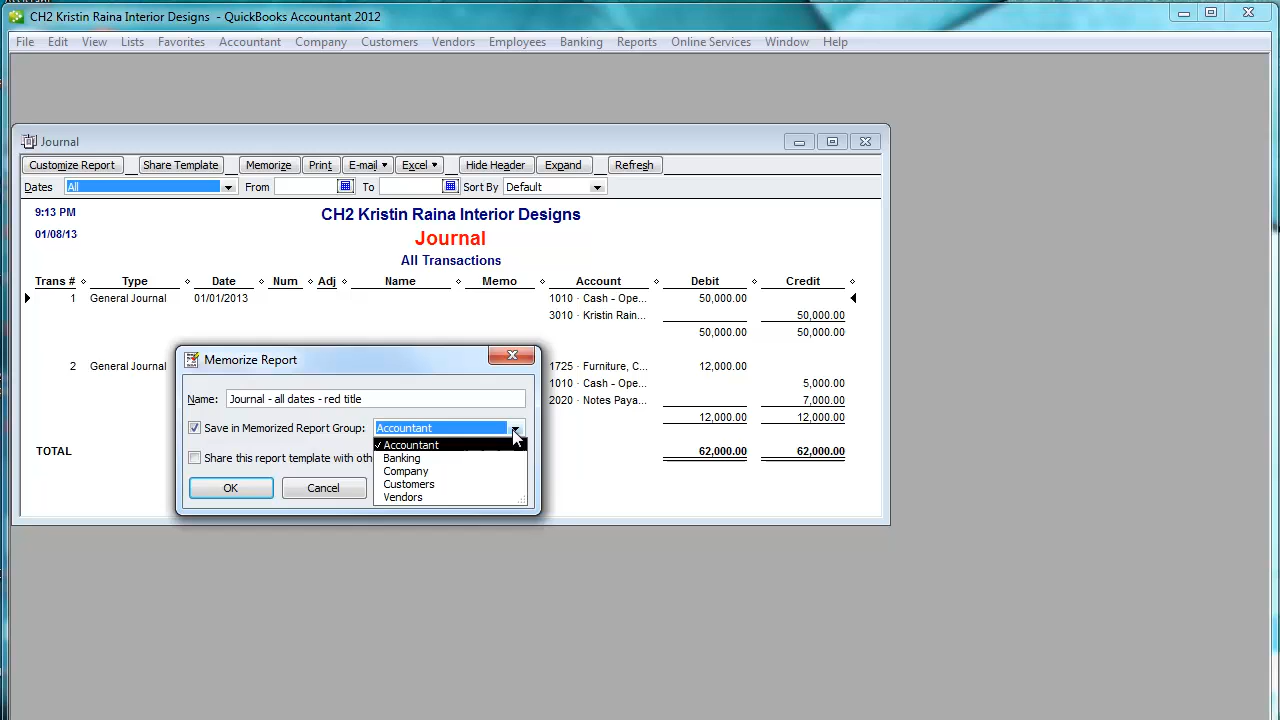 CH2 Kristin Raina Interior Designs - QuickBooks Accountant 2012
File Edit View Lists Favorites Accountant Company Customers Vendors Employees Banking Reports Online Services Window Help
Journal
Customize Report Share Template Memorize Print E-mail Excel Hide Header Expand Refresh
Dates All From To Sort By Default
9:13 PM CH2 Kristin Raina Interior Designs
01/08/13 Journal
All Transactions
Trans # Type Date Num Adj Name Memo Account Debit Credit
1 General Journal 01/01/2013 1010 · Cash - Ope... 50,000.00
3010 · Kristin Rain... 50,000.00
50,000.00 50,000.00
2 General Journal 1725 · Furniture, C... 12,000.00
1010 · Cash - Ope... 5,000.00
2020 · Notes Paya... 7,000.00
12,000.00 12,000.00
TOTAL 62,000.00 62,000.00
Memorize Report
Name: Journal - all dates - red title
Save in Memorized Report Group: Accountant
✓ Accountant
Banking
Company
Customers
Vendors
Share this report template with oth
OK Cancel